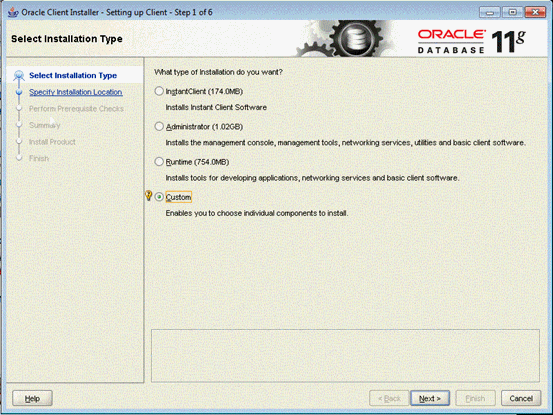 Oracle Client Installer - Setting up Client - Step 1 of 6
Select Installation Type
ORACLE
DATABASE 11g
Select Installation Type
Specify Installation Location
Perform Prerequisite Checks
Summary
Install Product
Finish
What type of installation do you want?
InstantClient (174.0MB)
Installs Instant Client Software
Administrator (1.02GB)
Installs the management console, management tools, networking services, utilities and basic client software.
Runtime (754.0MB)
Installs tools for developing applications, networking services and basic client software.
Custom
Enables you to choose individual components to install.
Help
< Back
Next >
Finish
Cancel